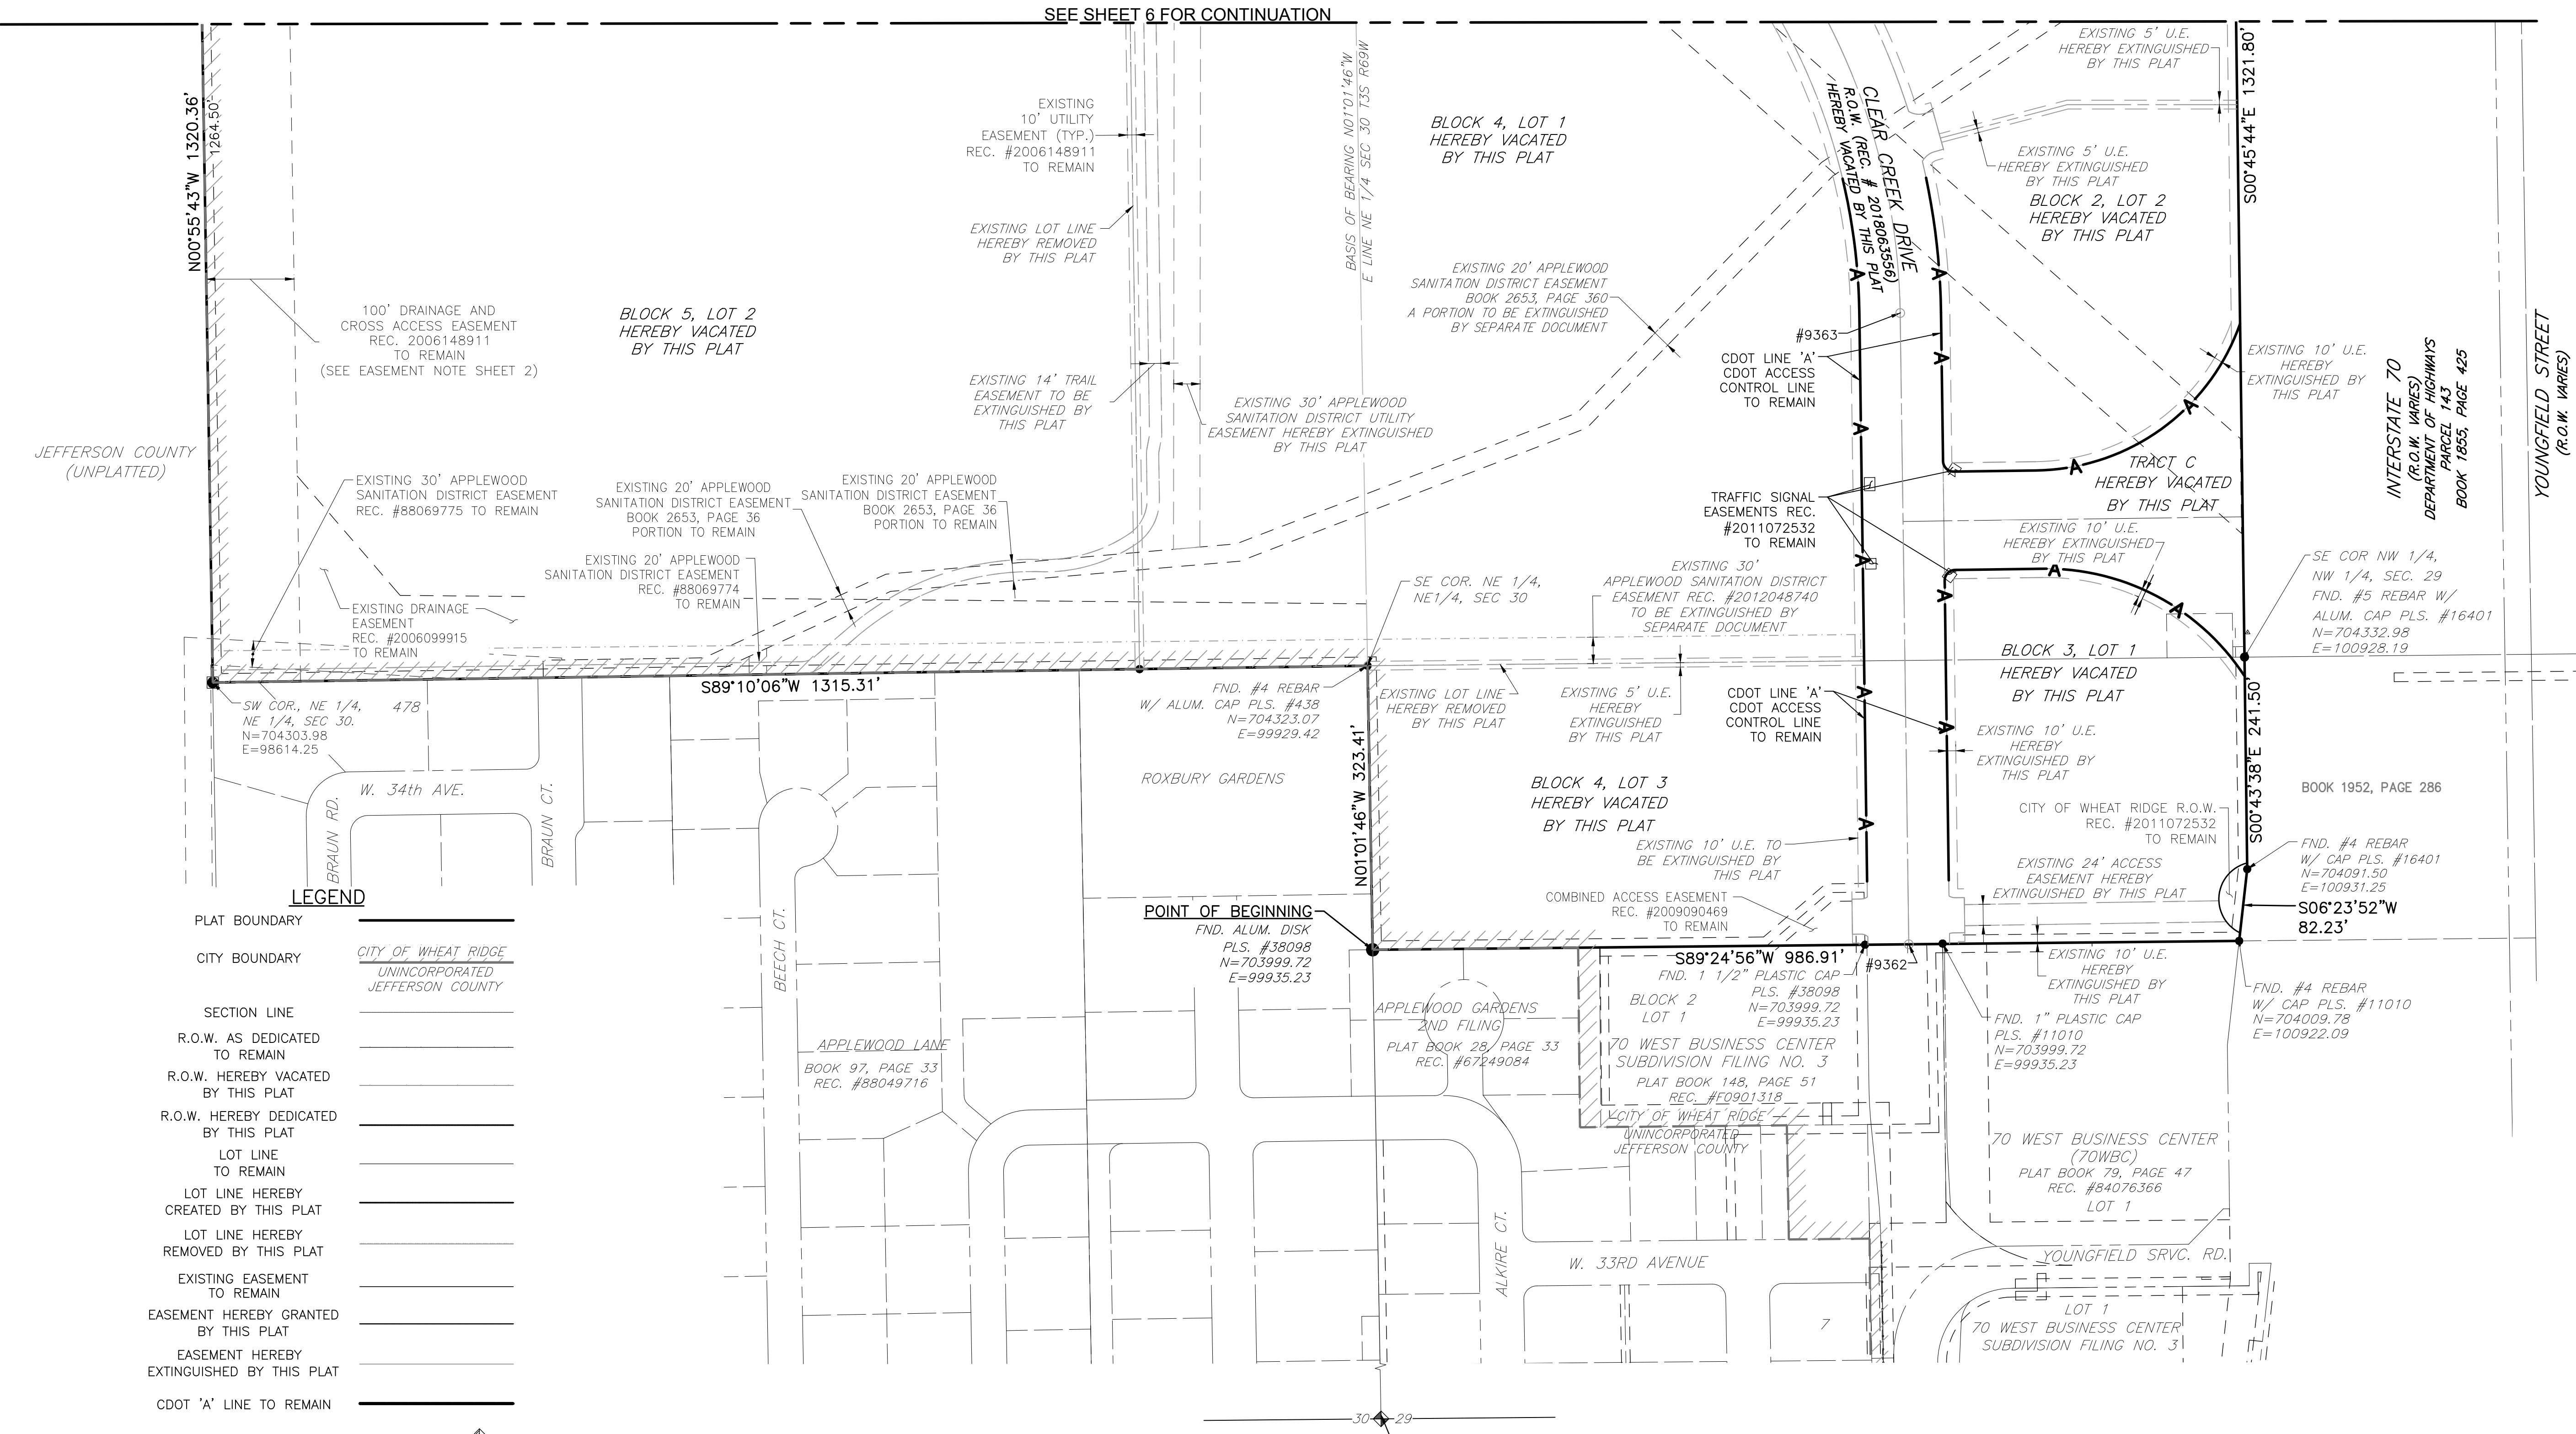 SEE SHEET 6 FOR CONTINUATION
N00°55'43"W 1320.36'
1264.50'
100' DRAINAGE AND
CROSS ACCESS EASEMENT
REC. 2006148911
TO REMAIN
(SEE EASEMENT NOTE SHEET 2)
JEFFERSON COUNTY
(UNPLATTED)
BLOCK 5, LOT 2
HEREBY VACATED
BY THIS PLAT
EXISTING
10' UTILITY
EASEMENT (TYP.)
REC. #2006148911
TO REMAIN
EXISTING LOT LINE
HEREBY REMOVED
BY THIS PLAT
EXISTING 14' TRAIL
EASEMENT TO BE
EXTINGUISHED BY
THIS PLAT
EXISTING 30' APPLEWOOD
SANITATION DISTRICT UTILITY
EASEMENT HEREBY EXTINGUISHED
BY THIS PLAT
BASIS OF BEARING N01°01'46"W
E LINE NE 1/4 SEC 30 T3S R69W
BLOCK 4, LOT 1
HEREBY VACATED
BY THIS PLAT
EXISTING 20' APPLEWOOD
SANITATION DISTRICT EASEMENT
BOOK 2653, PAGE 360
A PORTION TO BE EXTINGUISHED
BY SEPARATE DOCUMENT
CLEAR CREEK DRIVE
R.O.W. (REC. # 2018063556)
HEREBY VACATED BY THIS PLAT
EXISTING 5' U.E.
HEREBY EXTINGUISHED
BY THIS PLAT
EXISTING 5' U.E.
HEREBY EXTINGUISHED
BY THIS PLAT
BLOCK 2, LOT 2
HEREBY VACATED
BY THIS PLAT
S00°45'44"E 1321.80'
INTERSTATE 70
(R.O.W. VARIES)
DEPARTMENT OF HIGHWAYS
PARCEL 143
BOOK 1855, PAGE 425
YOUNGFIELD STREET
(R.O.W. VARIES)
#9363
CDOT LINE 'A'
CDOT ACCESS
CONTROL LINE
TO REMAIN
A
A
A
A
A
A
A
A
A
A
A
A
A
A
EXISTING 10' U.E.
HEREBY
EXTINGUISHED BY
THIS PLAT
TRACT C
HEREBY VACATED
BY THIS PLAT
TRAFFIC SIGNAL
EASEMENTS REC.
#2011072532
TO REMAIN
EXISTING 10' U.E.
HEREBY EXTINGUISHED
BY THIS PLAT
EXISTING 30' APPLEWOOD
SANITATION DISTRICT EASEMENT
REC. #88069775 TO REMAIN
EXISTING 20' APPLEWOOD
SANITATION DISTRICT EASEMENT
BOOK 2653, PAGE 36
PORTION TO REMAIN
EXISTING 20' APPLEWOOD
SANITATION DISTRICT EASEMENT
BOOK 2653, PAGE 36
PORTION TO REMAIN
EXISTING 20' APPLEWOOD
SANITATION DISTRICT EASEMENT
REC. #88069774
TO REMAIN
EXISTING DRAINAGE
EASEMENT
REC. #2006099915
TO REMAIN
SE COR. NE 1/4,
NE1/4, SEC 30
EXISTING 30'
APPLEWOOD SANITATION DISTRICT
EASEMENT REC. #2012048740
TO BE EXTINGUISHED BY
SEPARATE DOCUMENT
SE COR NW 1/4,
NW 1/4, SEC. 29
FND. #5 REBAR W/
ALUM. CAP PLS. #16401
N=704332.98
E=100928.19
BLOCK 3, LOT 1
HEREBY VACATED
BY THIS PLAT
S89°10'06"W 1315.31'
SW COR., NE 1/4,
NE 1/4, SEC 30.
N=704303.98
E=98614.25
478
FND. #4 REBAR
W/ ALUM. CAP PLS. #438
N=704323.07
E=99929.42
EXISTING LOT LINE
HEREBY REMOVED
BY THIS PLAT
EXISTING 5' U.E.
HEREBY
EXTINGUISHED
BY THIS PLAT
CDOT LINE 'A'
CDOT ACCESS
CONTROL LINE
TO REMAIN
EXISTING 10' U.E.
HEREBY
EXTINGUISHED BY
THIS PLAT
S00°43'38"E 241.50'
BOOK 1952, PAGE 286
W. 34th AVE.
BRAUN RD.
BRAUN CT.
BEECH CT.
ROXBURY GARDENS
N01°01'46"W 323.41'
BLOCK 4, LOT 3
HEREBY VACATED
BY THIS PLAT
EXISTING 10' U.E. TO
BE EXTINGUISHED BY
THIS PLAT
COMBINED ACCESS EASEMENT
REC. #2009090469
TO REMAIN
CITY OF WHEAT RIDGE R.O.W.
REC. #2011072532
TO REMAIN
EXISTING 24' ACCESS
EASEMENT HEREBY
EXTINGUISHED BY THIS PLAT
FND. #4 REBAR
W/ CAP PLS. #16401
N=704091.50
E=100931.25
S06°23'52"W
82.23'
POINT OF BEGINNING
FND. ALUM. DISK
PLS. #38098
N=703999.72
E=99935.23
S89°24'56"W 986.91'
#9362
FND. 1 1/2" PLASTIC CAP
PLS. #38098
N=703999.72
E=99935.23
BLOCK 2
LOT 1
FND. 1" PLASTIC CAP
PLS. #11010
N=703999.72
E=99935.23
EXISTING 10' U.E.
HEREBY
EXTINGUISHED BY
THIS PLAT
FND. #4 REBAR
W/ CAP PLS. #11010
N=704009.78
E=100922.09
APPLEWOOD LANE
BOOK 97, PAGE 33
REC. #88049716
APPLEWOOD GARDENS
2ND FILING
PLAT BOOK 28, PAGE 33
REC. #67249084
70 WEST BUSINESS CENTER
SUBDIVISION FILING NO. 3
PLAT BOOK 148, PAGE 51
REC. #F0901318
CITY OF WHEAT RIDGE
UNINCORPORATED
JEFFERSON COUNTY
70 WEST BUSINESS CENTER
(70WBC)
PLAT BOOK 79, PAGE 47
REC. #84076366
LOT 1
ALKIRE CT.
W. 33RD AVENUE
YOUNGFIELD SRVC. RD.
7
LOT 1
70 WEST BUSINESS CENTER
SUBDIVISION FILING NO. 3
30
29
LEGEND
PLAT BOUNDARY
CITY BOUNDARY
CITY OF WHEAT RIDGE
UNINCORPORATED
JEFFERSON COUNTY
SECTION LINE
R.O.W. AS DEDICATED
TO REMAIN
R.O.W. HEREBY VACATED
BY THIS PLAT
R.O.W. HEREBY DEDICATED
BY THIS PLAT
LOT LINE
TO REMAIN
LOT LINE HEREBY
CREATED BY THIS PLAT
LOT LINE HEREBY
REMOVED BY THIS PLAT
EXISTING EASEMENT
TO REMAIN
EASEMENT HEREBY GRANTED
BY THIS PLAT
EASEMENT HEREBY
EXTINGUISHED BY THIS PLAT
CDOT 'A' LINE TO REMAIN